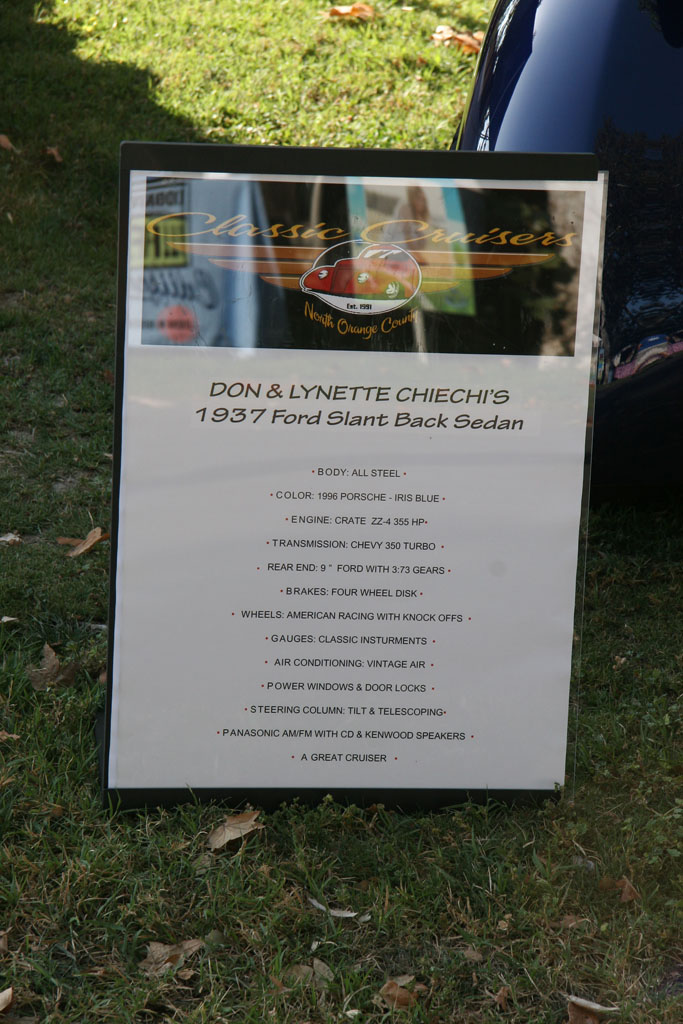 Classic Cruisers
Est. 1991
North Orange County
DON & LYNETTE CHIECHI'S
1937 Ford Slant Back Sedan
• BODY: ALL STEEL •
• COLOR: 1996 PORSCHE - IRIS BLUE •
• ENGINE: CRATE ZZ-4 355 HP•
• TRANSMISSION: CHEVY 350 TURBO •
• REAR END: 9 " FORD WITH 3:73 GEARS •
• BRAKES: FOUR WHEEL DISK •
• WHEELS: AMERICAN RACING WITH KNOCK OFFS •
• GAUGES: CLASSIC INSTURMENTS •
• AIR CONDITIONING: VINTAGE AIR •
• POWER WINDOWS & DOOR LOCKS •
• STEERING COLUMN: TILT & TELESCOPING•
• PANASONIC AM/FM WITH CD & KENWOOD SPEAKERS •
• A GREAT CRUISER •